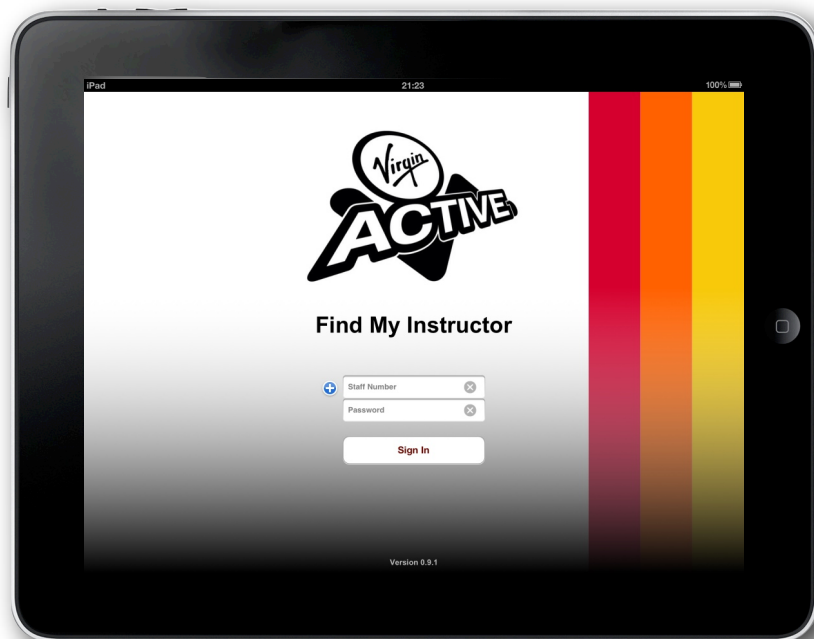 iPad 21:23 100%
Virgin
ACTIVE
Find My Instructor
Staff Number
Password
Sign In
Version 0.9.1